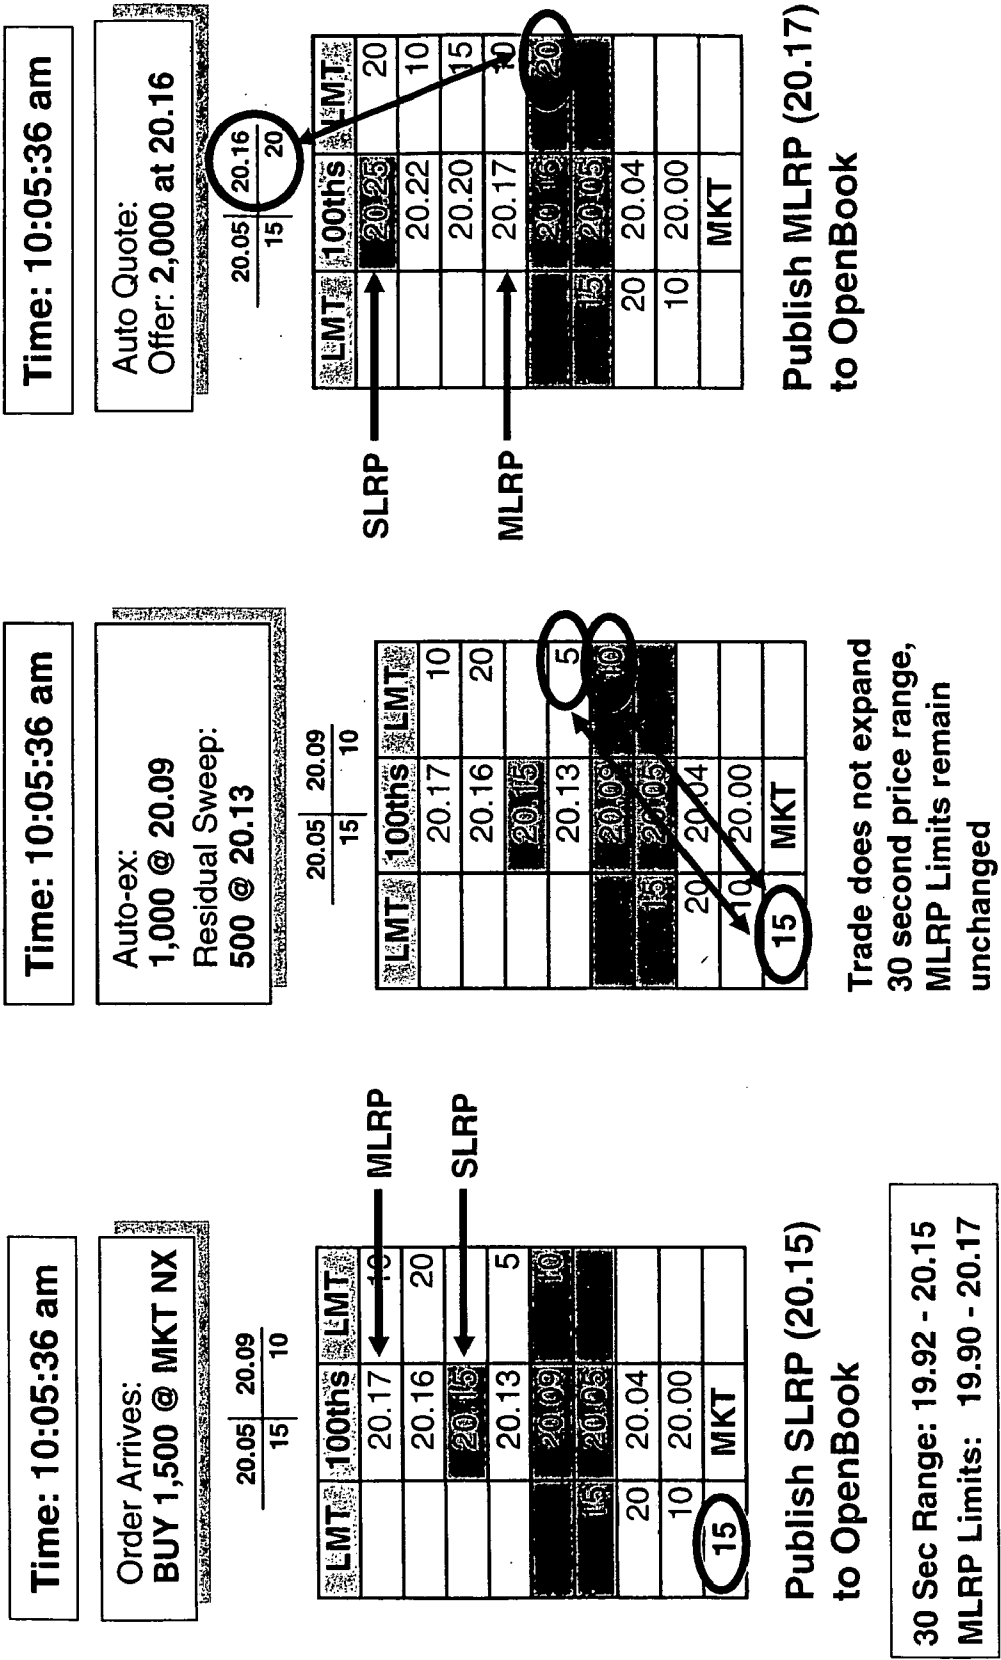 Time: 10:05:36 am
Order Arrives:
BUY 1,500 @ MKT NX
20.05 20.09
15 10
LMT 100ths LMT
20.17 10
20.16 20
20.15
20.13 5
20.09 10
15 20.05
20 20.04
10 20.00
15 MKT
MLRP
SLRP
Publish SLRP (20.15)
to OpenBook
30 Sec Range: 19.92 - 20.15
MLRP Limits: 19.90 - 20.17
Time: 10:05:36 am
Auto-ex:
1,000 @ 20.09
Residual Sweep:
500 @ 20.13
20.05 20.09
15 10
LMT 100ths LMT
20.17 10
20.16 20
20.15
20.13 5
20.09 10
15 20.05
20 20.04
10 20.00
15 MKT
Trade does not expand
30 second price range,
MLRP Limits remain
unchanged
Time: 10:05:36 am
Auto Quote:
Offer: 2,000 at 20.16
20.05 20.16
15 20
LMT 100ths LMT
20.25 20
20.22 10
20.20 15
20.17 10
20.16 20
15 20.05
20 20.04
10 20.00
MKT
SLRP
MLRP
Publish MLRP (20.17)
to OpenBook